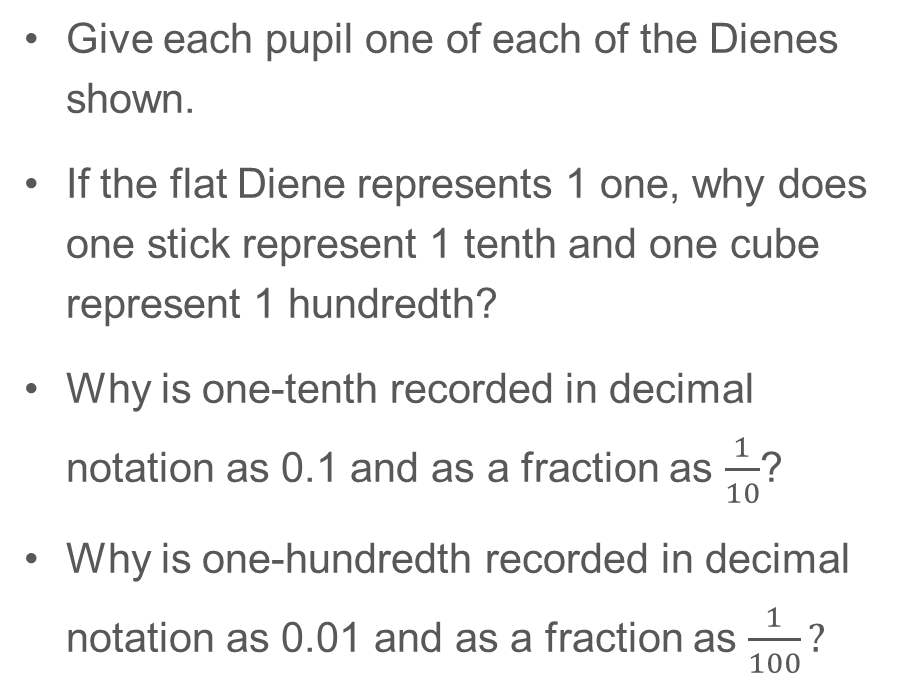 • Give each pupil one of each of the Dienes
shown.
• If the flat Diene represents 1 one, why does
one stick represent 1 tenth and one cube
represent 1 hundredth?
• Why is one-tenth recorded in decimal
notation as 0.1 and as a fraction as 1/10?
• Why is one-hundredth recorded in decimal
notation as 0.01 and as a fraction as 1/100?